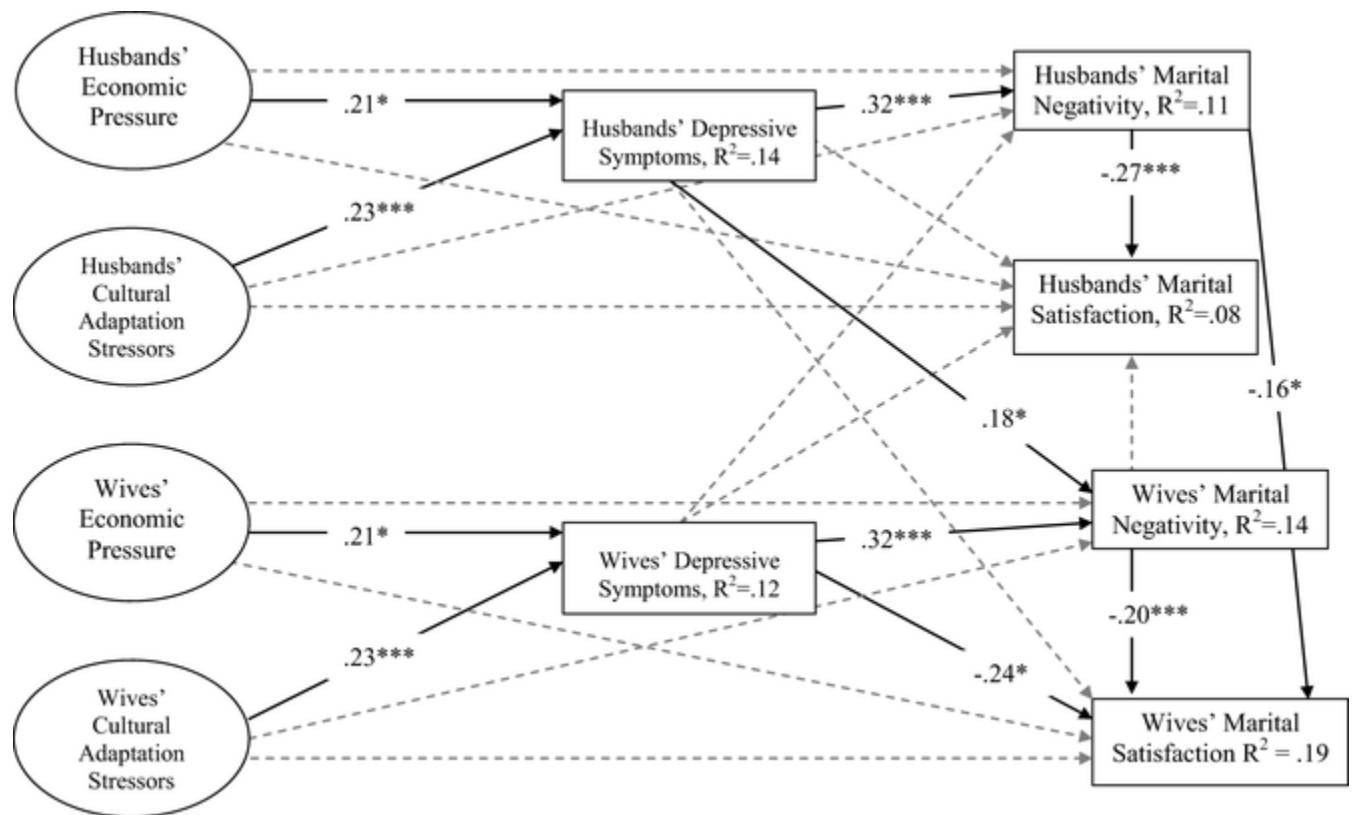 Husbands’
Economic
Pressure
.21*
.23***
Husbands’
Cultural
Adaptation
Stressors
Husbands’ Depressive
Symptoms, R²=.14
.32***
Husbands’ Marital
Negativity, R²=.11
-.27***
Husbands’ Marital
Satisfaction, R²=.08
-.16*
.18*
Wives’
Economic
Pressure
.21*
.23***
Wives’
Cultural
Adaptation
Stressors
Wives’ Depressive
Symptoms, R²=.12
.32***
-.24*
Wives’ Marital
Negativity, R²=.14
-.20***
Wives’ Marital
Satisfaction R² = .19